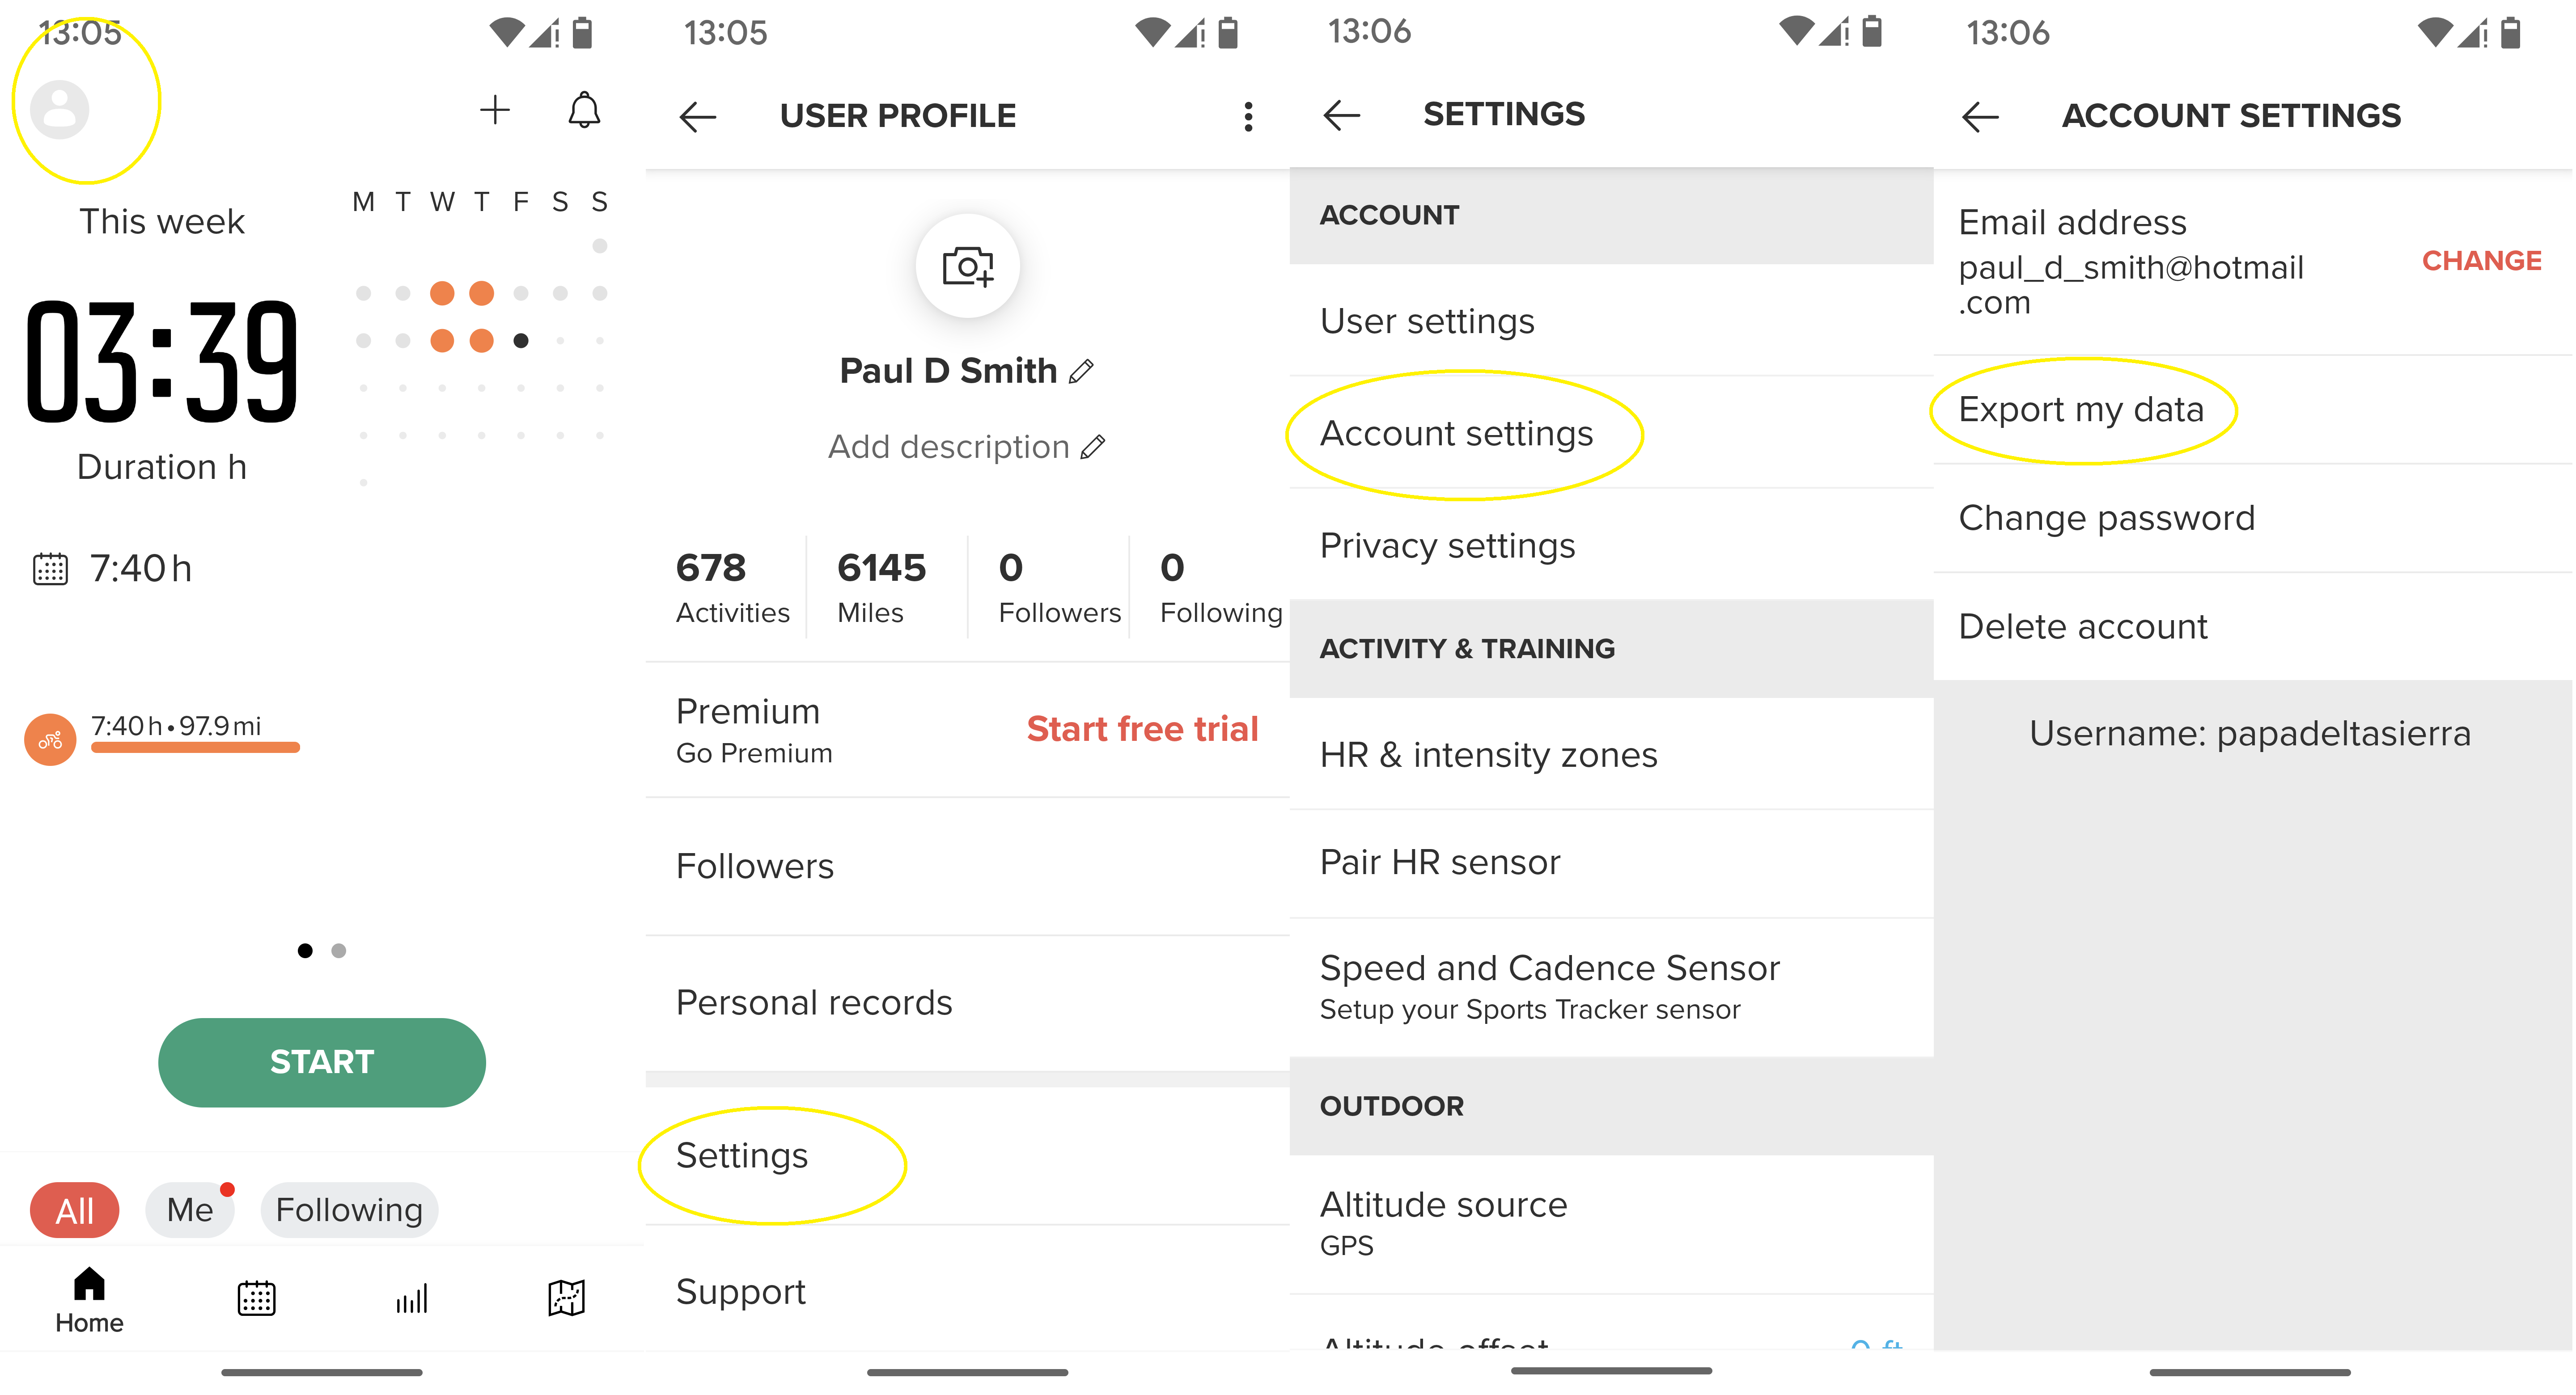 13:05
M T W T F S S
This week
03:39
Duration h
7:40 h
7:40 h • 97.9 mi
START
All
Me
Following
Home
13:05
USER PROFILE
Paul D Smith
Add description
678
Activities
6145
Miles
0
Followers
0
Following
Premium
Go Premium
Start free trial
Followers
Personal records
Settings
Support
13:06
SETTINGS
ACCOUNT
User settings
Account settings
Privacy settings
ACTIVITY & TRAINING
HR & intensity zones
Pair HR sensor
Speed and Cadence Sensor
Setup your Sports Tracker sensor
OUTDOOR
Altitude source
GPS
Altitude offset
0 ft
13:06
ACCOUNT SETTINGS
Email address
paul_d_smith@hotmail
.com
CHANGE
Export my data
Change password
Delete account
Username: papadeltasierra